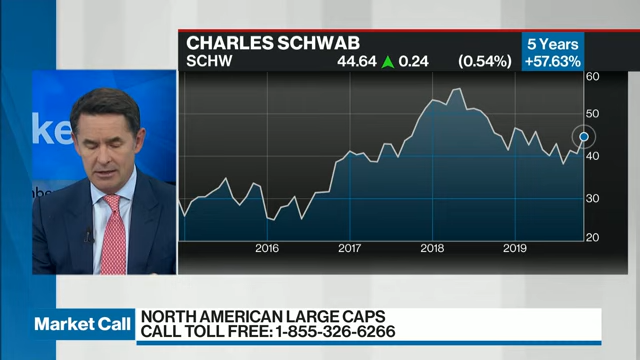 CHARLES SCHWAB
SCHW 44.64 0.24 (0.54%)
5 Years
+57.63%
60
50
40
30
20
2016 2017 2018 2019
ke
NORTH AMERICAN LARGE CAPS
CALL TOLL FREE: 1-855-326-6266
Market Call